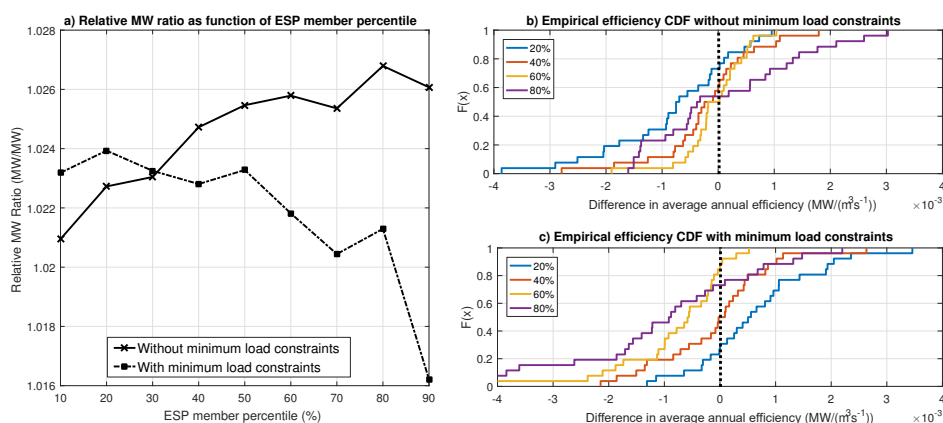 a) Relative MW ratio as function of ESP member percentile
1.028
1.026
1.024
1.022
1.02
1.018
1.016
Relative MW Ratio (MW/MW)
Without minimum load constraints
With minimum load constraints
10 20 30 40 50 60 70 80 90
ESP member percentile (%)
b) Empirical efficiency CDF without minimum load constraints
1
0.8
0.6
0.4
0.2
0
F(x)
20%
40%
60%
80%
-4 -3 -2 -1 0 1 2 3 4
Difference in average annual efficiency (MW/(m³s⁻¹))
×10⁻³
c) Empirical efficiency CDF with minimum load constraints
1
0.8
0.6
0.4
0.2
0
F(x)
20%
40%
60%
80%
-4 -3 -2 -1 0 1 2 3 4
Difference in average annual efficiency (MW/(m³s⁻¹))
×10⁻³